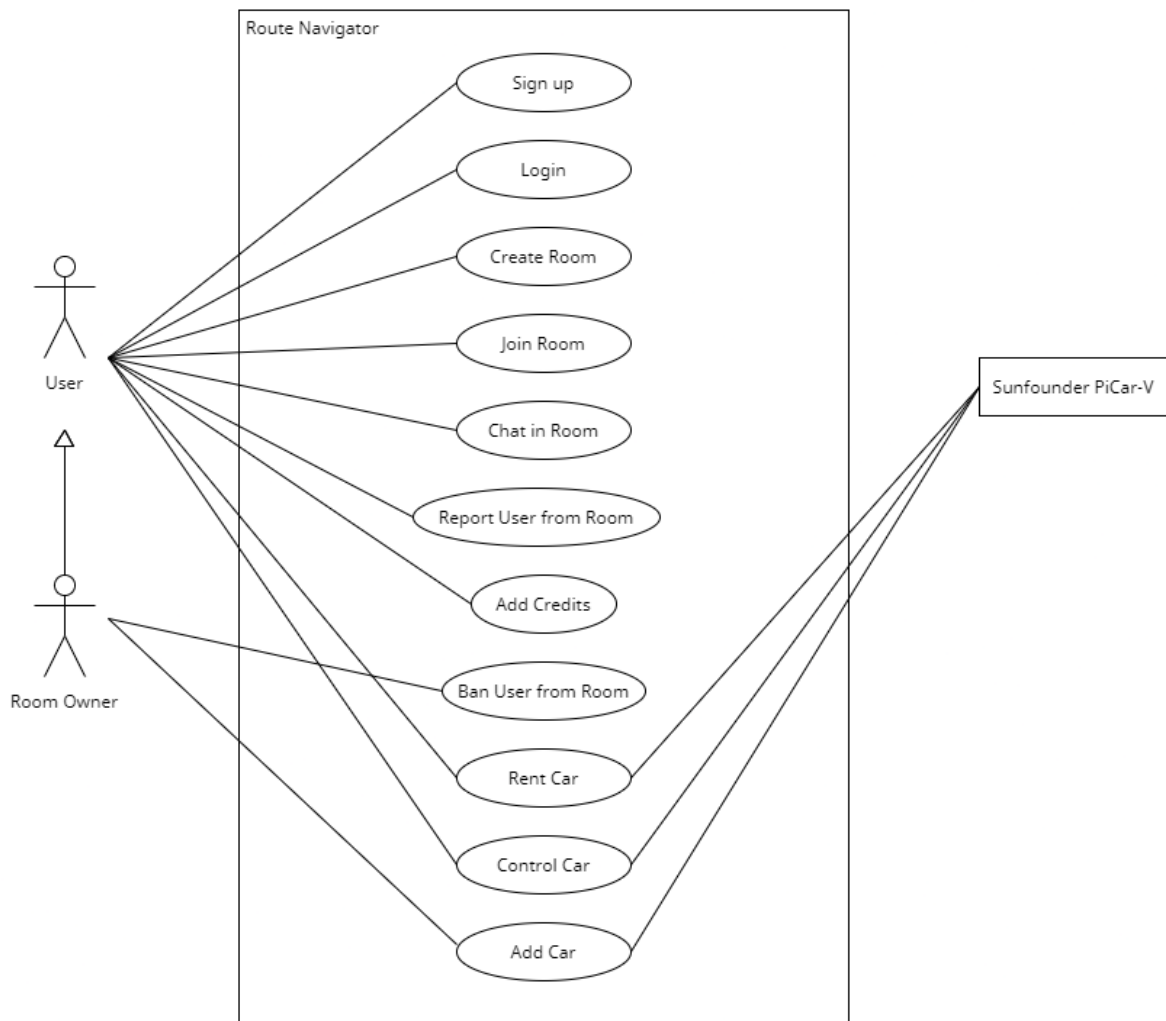 Route Navigator
Sign up
Login
Create Room
Join Room
User
Sunfounder PiCar-V
Chat in Room
Report User from Room
Add Credits
Ban User from Room
Room Owner
Rent Car
Control Car
Add Car